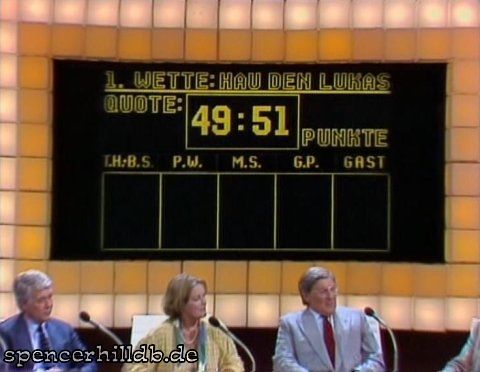 1. WETTE: HAU DEN LUKAS
QUOTE: 49:51 PUNKTE
T.H.+B.S. P.W. M.S. G.P. GAST
spencerhilldb.de